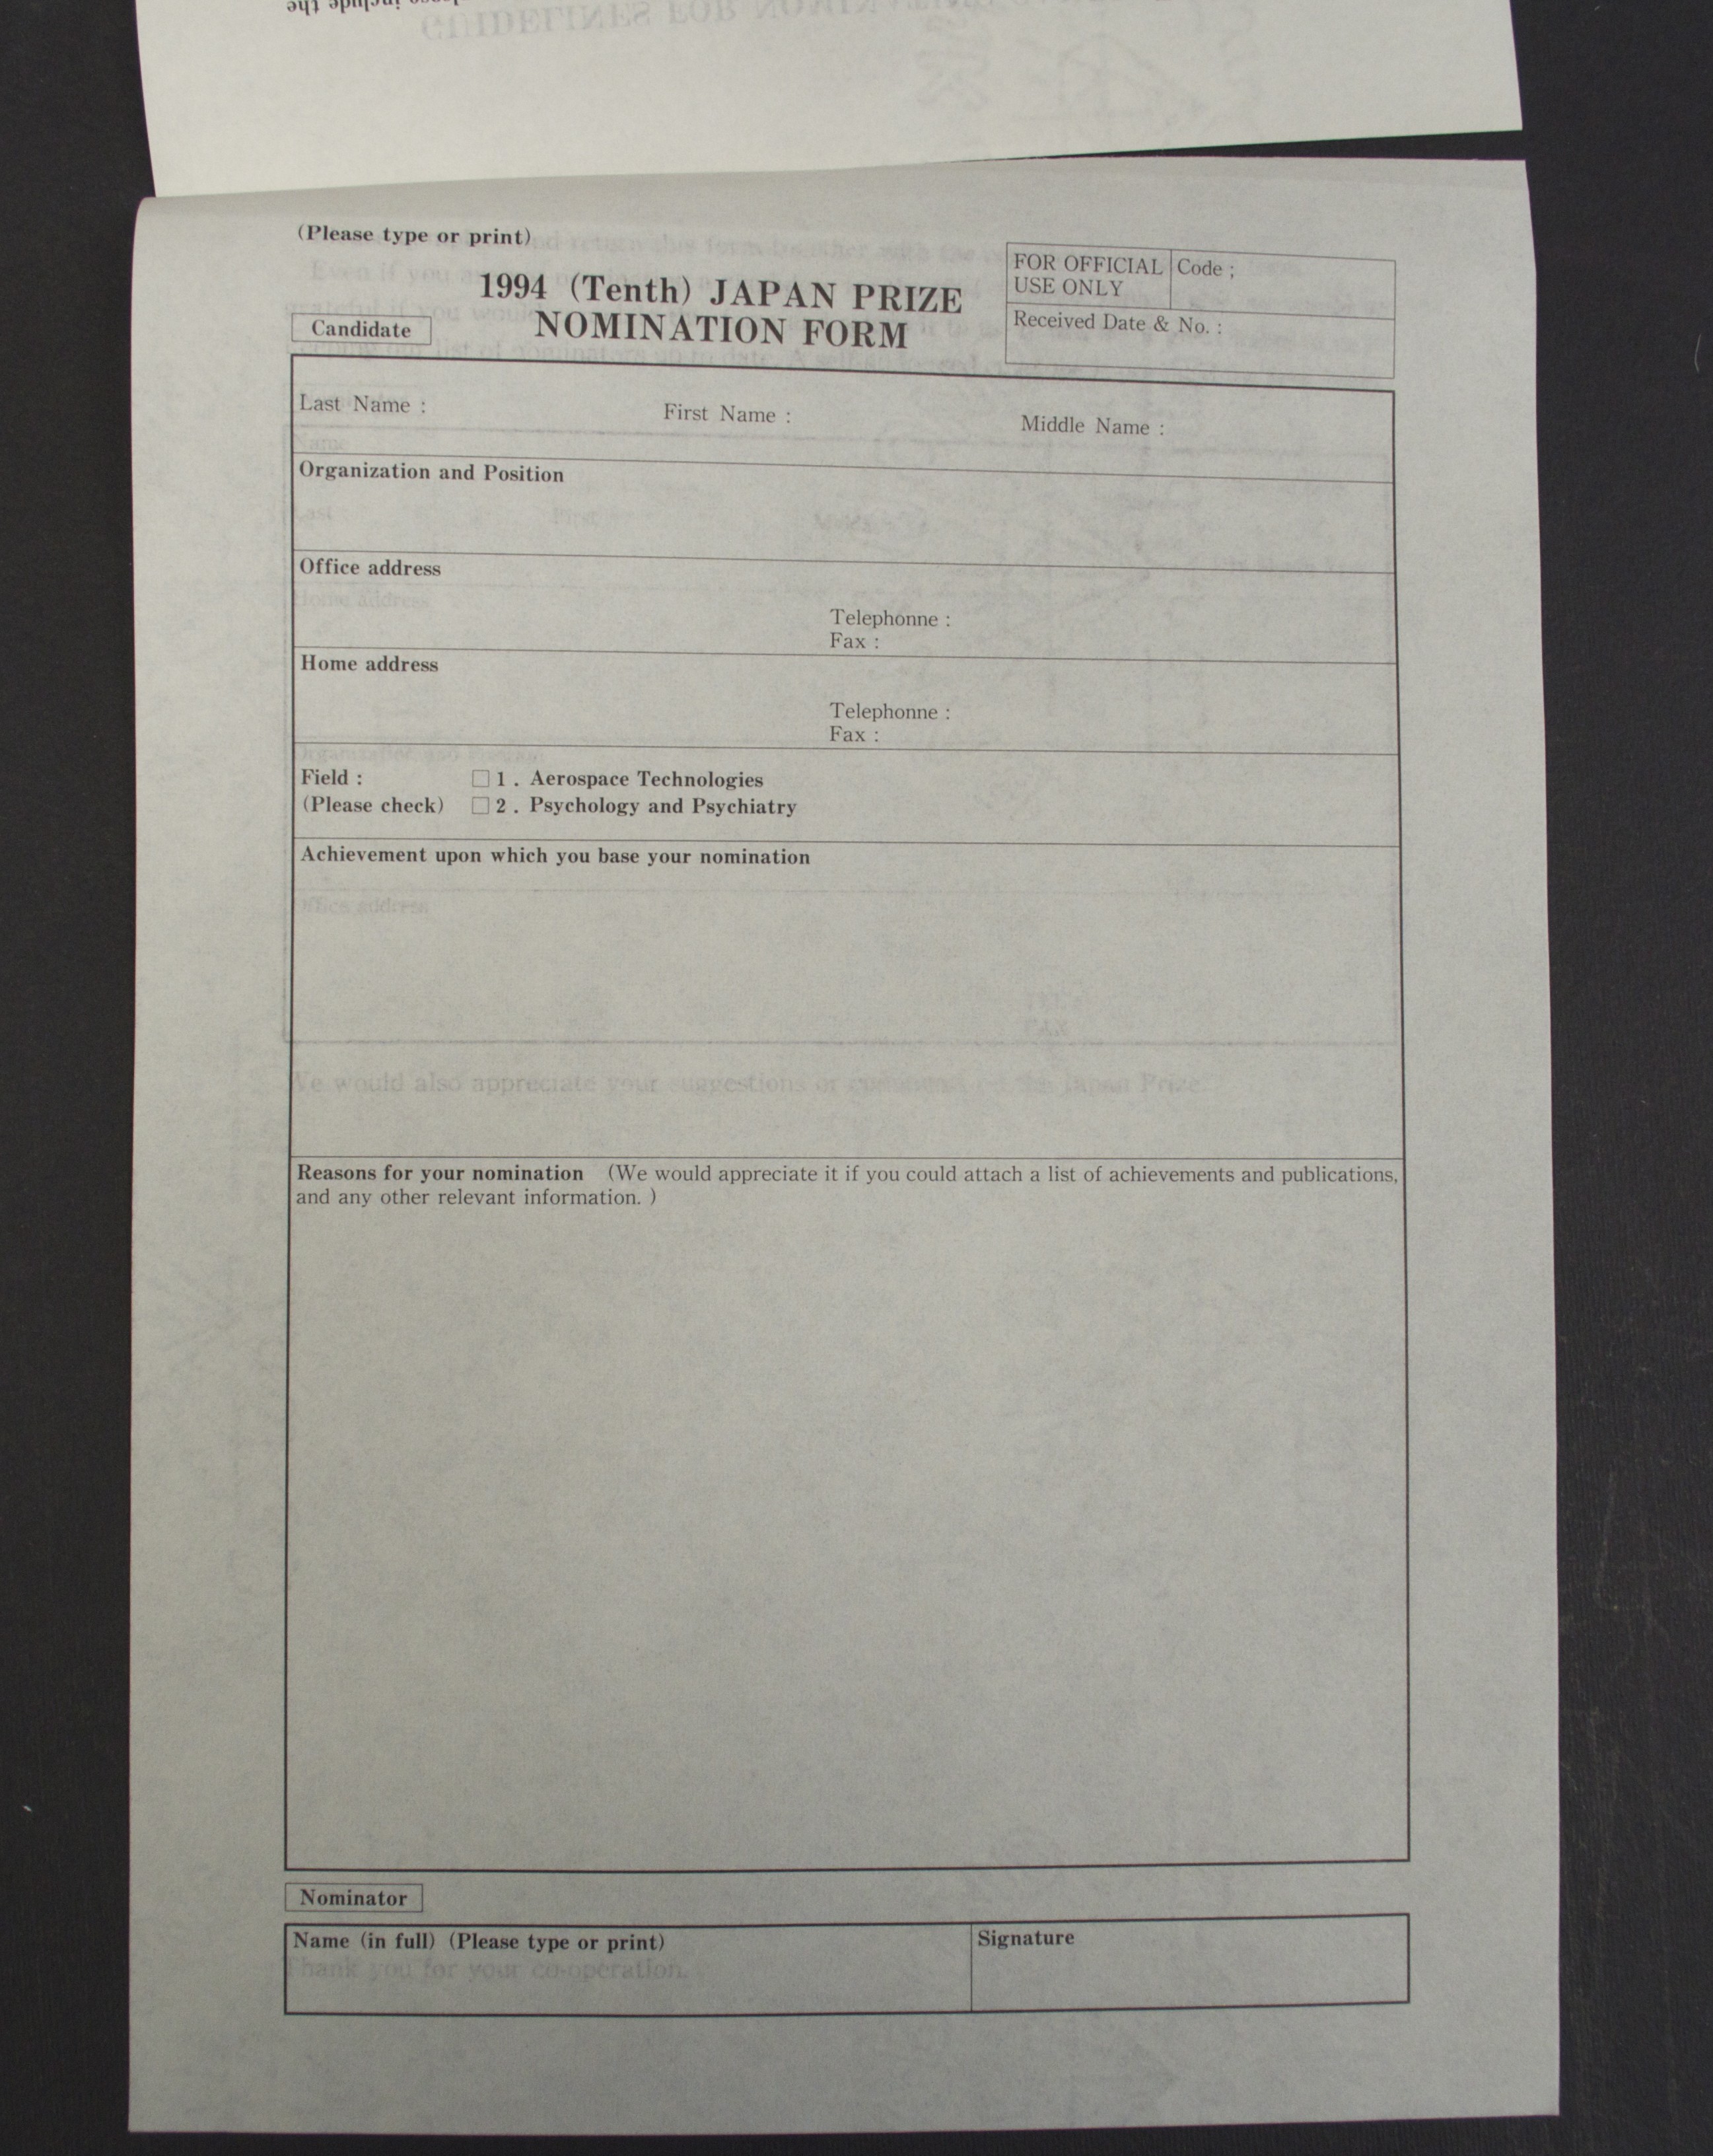 (Please type or print)
1994 (Tenth) JAPAN PRIZE
NOMINATION FORM
FOR OFFICIAL
USE ONLY
Code ;
Received Date & No. :
Candidate
Last Name :
First Name :
Middle Name :
Organization and Position
Office address
Telephonne :
Fax :
Home address
Telephonne :
Fax :
Field :
(Please check)
□ 1 . Aerospace Technologies
□ 2 . Psychology and Psychiatry
Achievement upon which you base your nomination
Reasons for your nomination (We would appreciate it if you could attach a list of achievements and publications,
and any other relevant information. )
Nominator
Name (in full) (Please type or print)
Signature